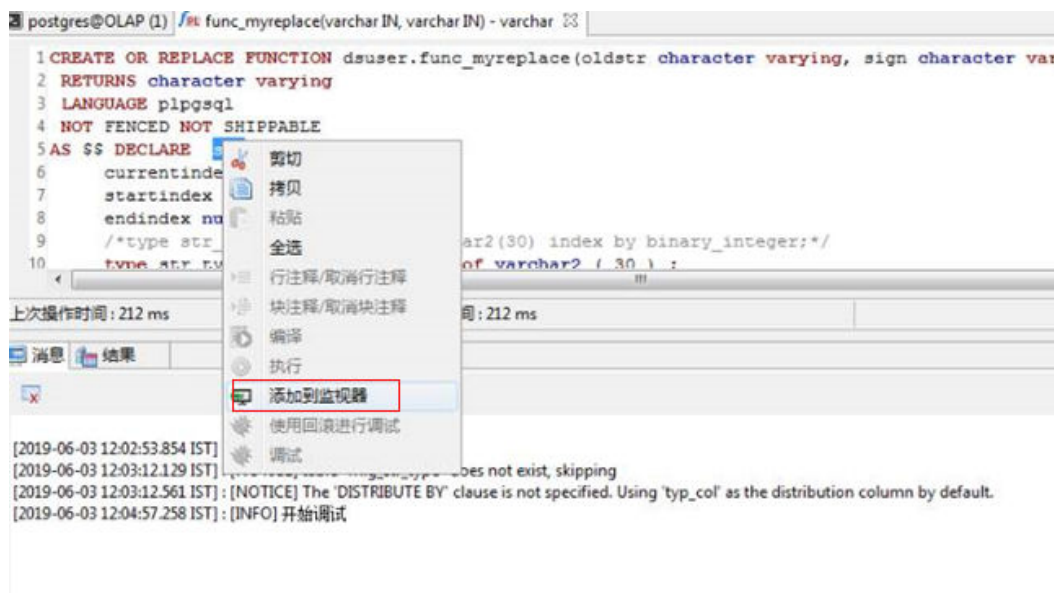 postgres@OLAP (1) func_myreplace(varchar IN, varchar IN) - varchar
1 CREATE OR REPLACE FUNCTION dsuser.func_myreplace(oldstr character varying, sign character var
2 RETURNS character varying
3 LANGUAGE plpgsql
4 NOT FENCED NOT SHIPPABLE
5 AS $$ DECLARE
6 currentinde
7 startindex
8 endindex nu
9 /*type str_ ar2(30) index by binary_integer;*/
10 type str ty of varchar2 ( 30 ) ;
剪切
拷贝
粘贴
全选
行注释/取消行注释
块注释/取消块注释
编译
执行
添加到监视器
使用回滚进行调试
调试
上次操作时间 : 212 ms : 212 ms
消息 结果
[2019-06-03 12:02:53.854 IST]
[2019-06-03 12:03:12.129 IST] : does not exist, skipping
[2019-06-03 12:03:12.561 IST] : [NOTICE] The 'DISTRIBUTE BY' clause is not specified. Using 'typ_col' as the distribution column by default.
[2019-06-03 12:04:57.258 IST] : [INFO] 开始调试